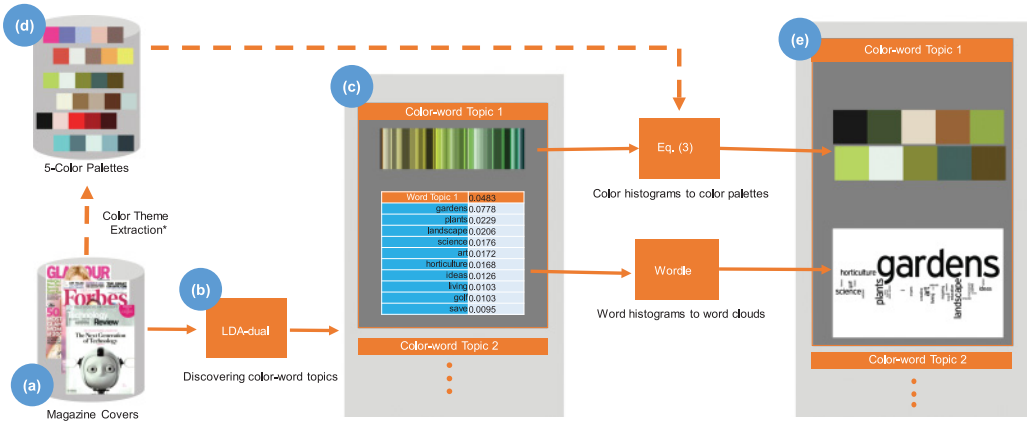 (d)
5-Color Palettes
Color Theme
Extraction*
GLAMOUR
Forbes
Technology
Review
The Next Generation
of Technology
(a)
Magazine Covers
(b)
LDA-dual
Discovering color-word topics
(c)
Color-word Topic 1
Word Topic 1 0.0483
gardens 0.0778
plants 0.0229
landscape 0.0206
science 0.0176
art 0.0172
horticulture 0.0168
ideas 0.0126
living 0.0103
golf 0.0103
save 0.0095
Color-word Topic 2
Eq. (3)
Color histograms to color palettes
Wordle
Word histograms to word clouds
(e)
Color-word Topic 1
horticulture
gardens
science
plants
art
landscape
ideas
Color-word Topic 2